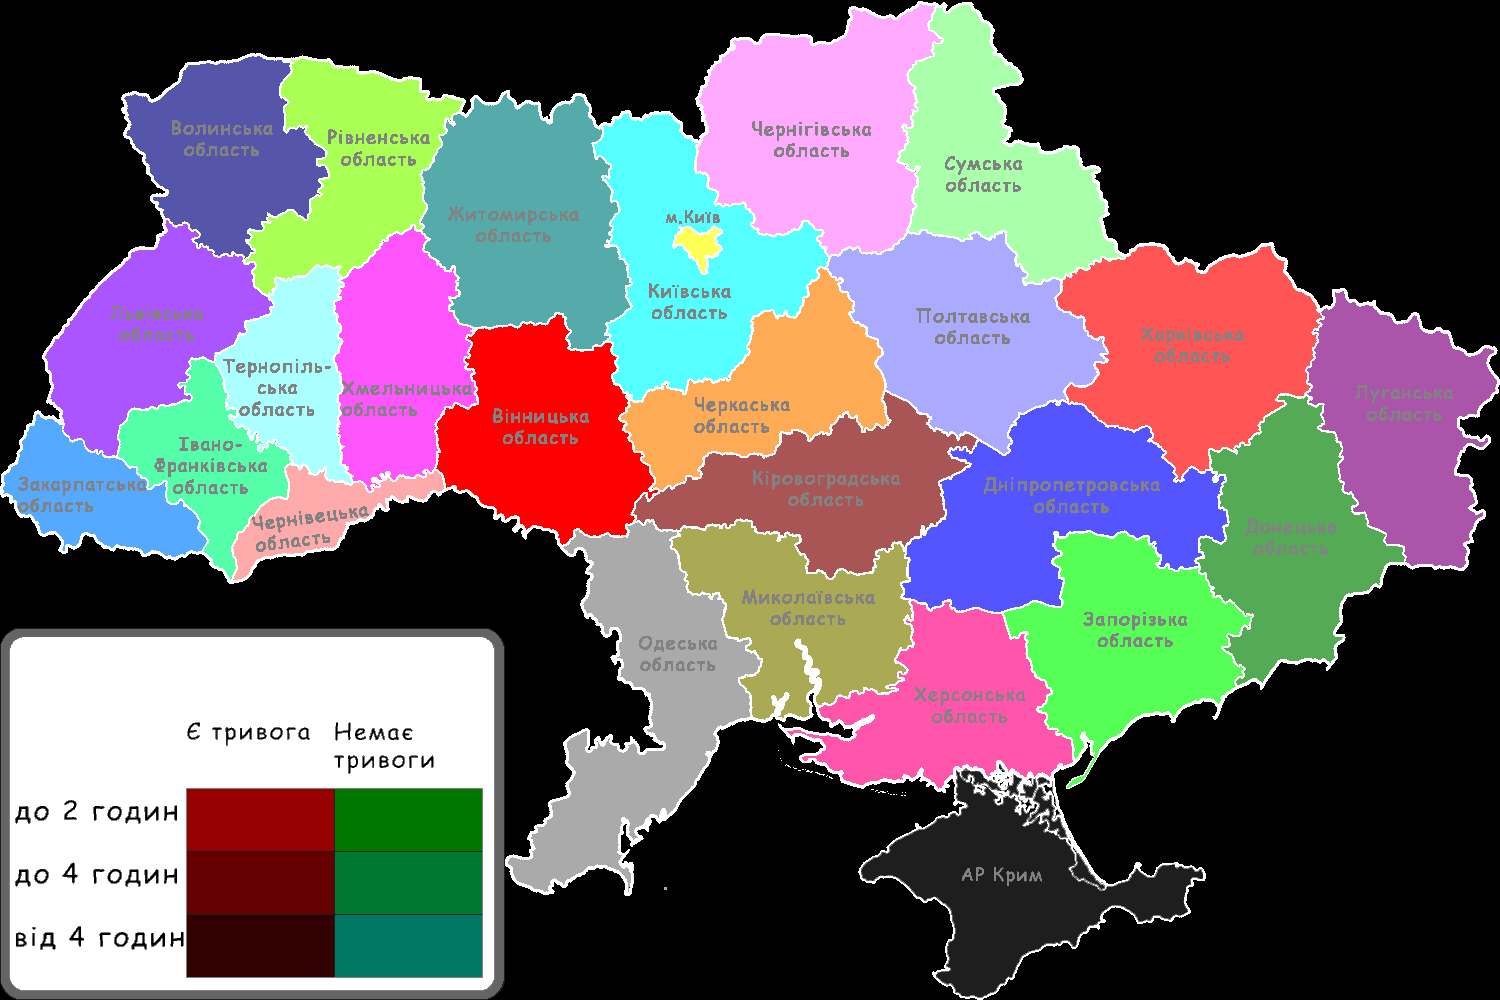 Волинська
область
Рівненська
область
Житомирська
область
Чернігівська
область
Сумська
область
м.Київ
Київська
область
Львівська
область
Тернопіль-
ська
область
Хмельницька
область
Вінницька
область
Черкаська
область
Полтавська
область
Харківська
область
Луганська
область
Івано-
Франківська
область
Закарпатська
область
Чернівецька
область
Кіровоградська
область
Дніпропетровська
область
Донецька
область
Одеська
область
Миколаївська
область
Запорізька
область
Херсонська
область
АР Крим
Є тривога
Немає
тривоги
до 2 годин
до 4 годин
від 4 годин